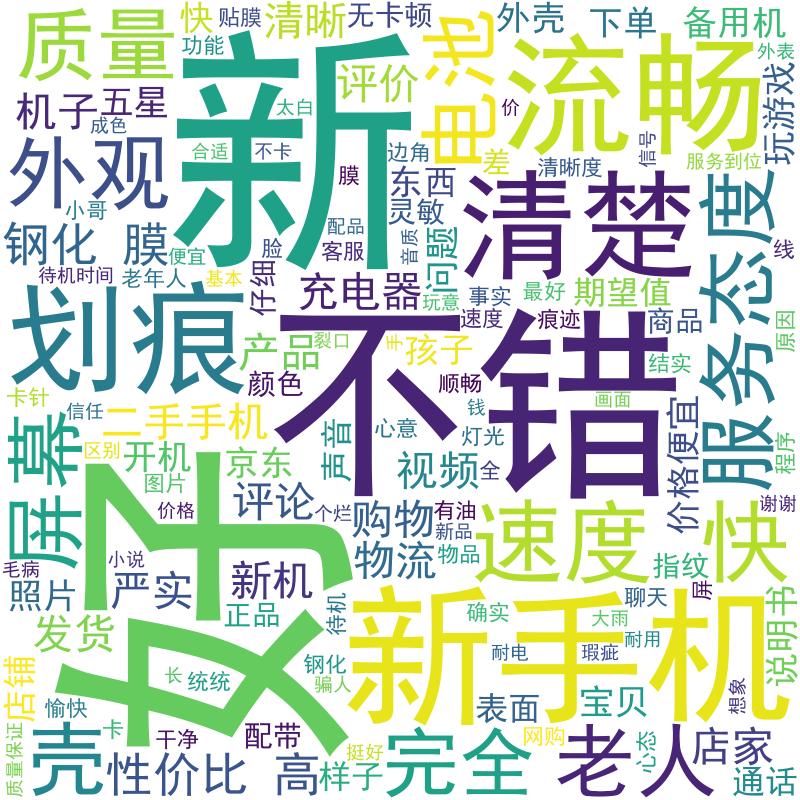 快
贴膜
清晰
无卡顿
外壳
下单
备用机
质量
功能
新
评价
电池
流畅
外表
玩游戏
机子
五星
成色
太白
价
信号
外观
合适
不卡
边角
差
清晰度
服务到位
膜
东西
清楚
服务态度
小哥
灵敏
钢化 膜
便宜
脸
配品
客服
音质
问题
线
待机时间
老年人
基本
仔细
充电器
玩意
事实
最好
期望值
划痕
不错
速度
痕迹
商品
原因
产品
裂口
手
孩子
结实
颜色
顺畅
卡针
信任
二手手机
钱
画面
价格便宜
屏幕
区别
开机
京东
声音
心意
灯光
视频
全
程序
好
图片
评论
个烂
购物
有油
速度
快
谢谢
价格
新品
毛病
小说
物流
物品
照片
严实
新机
指纹
屏
说明书
正品
待机
新手机
确实
聊天
大雨
发货
耐电
瑕疵
耐用
店铺
长
统统
钢化
骗人
想象
愉快
表面
宝贝
质量保证
壳
卡
干净
配带
挺好
完全
网购
心态
老人
店家
性价比 高
样子
通话